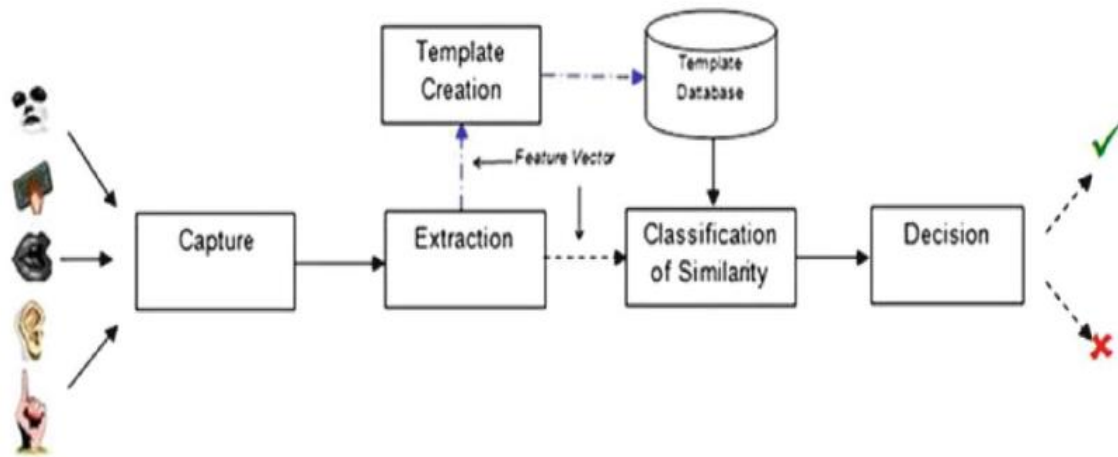 Template
Creation
Template
Database
Feature Vector
Capture
Extraction
Classification
of Similarity
Decision